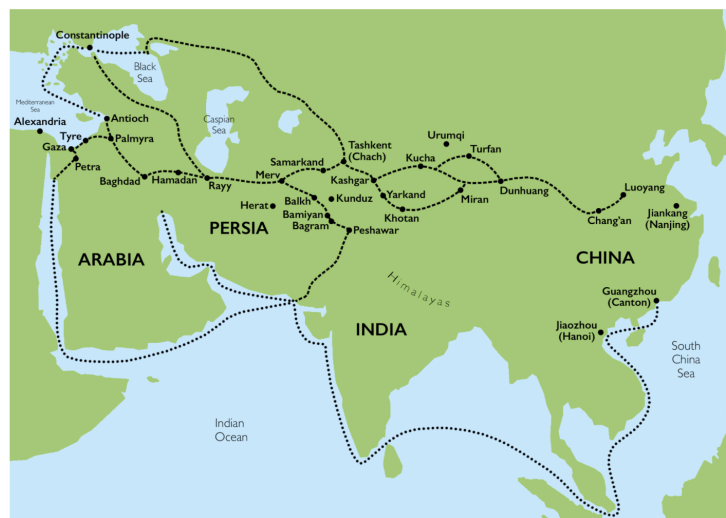 Constantinople
Black
Sea
Mediterranean
Sea
Alexandria
Antioch
Caspian
Sea
Tyre
Palmyra
Gaza
Petra
Baghdad
Hamadan
Rayy
Merv
Samarkand
Tashkent
(Chach)
Urumqi
Turfan
Kucha
Kashgar
Yarkand
Khotan
Miran
Dunhuang
Luoyang
Chang'an
Jiankang
(Nanjing)
Herat
Balkh
Kunduz
Bamiyan
Bagram
Peshawar
PERSIA
ARABIA
CHINA
Himalayas
INDIA
Guangzhou
(Canton)
Jiaozhou
(Hanoi)
South
China
Sea
Indian
Ocean